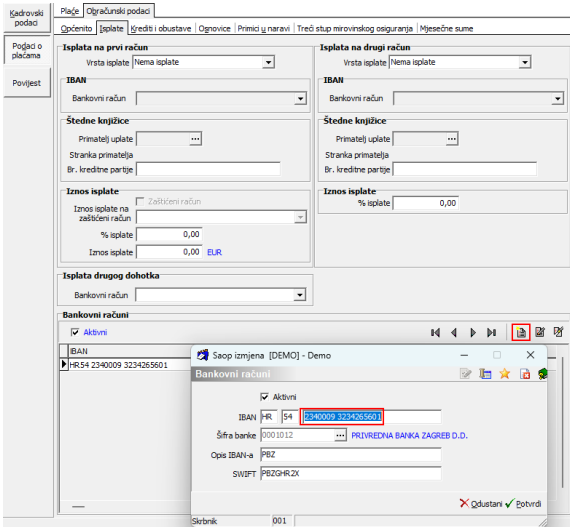 Kadrovski podaci
Podaci o plaćama
Povijest
Plaće Obračunski podaci
Općenito Isplate Krediti i obustave Osnovice Primici u naravi Treći stup mirovinskog osiguranja Mjesečne sume
Isplata na prvi račun
Vrsta isplate Nema isplate
IBAN
Bankovni račun
Štedne knjižice
Primatelj uplate ...
Stranka primatelja
Br. kreditne partije
Iznos isplate
Zaštićeni račun
Iznos isplate na zaštićeni račun
% isplate 0,00
Iznos isplate 0,00 EUR
Isplata na drugi račun
Vrsta isplate Nema isplate
IBAN
Bankovni račun
Štedne knjižice
Primatelj uplate ...
Stranka primatelja
Br. kreditne partije
Iznos isplate
% isplate 0,00
Isplata drugog dohotka
Bankovni račun
Bankovni računi
Aktivni
IBAN
HR54 2340009 3234265601
Saop izmjena [DEMO] - Demo
Bankovni računi
Aktivni
IBAN HR 54 2340009 3234265601
Šifra banke 0001012 ... PRIVREDNA BANKA ZAGREB D.D.
Opis IBAN-a PBZ
SWIFT PBZGHR2X
Odustani Potvrdi
Skrbnik 001